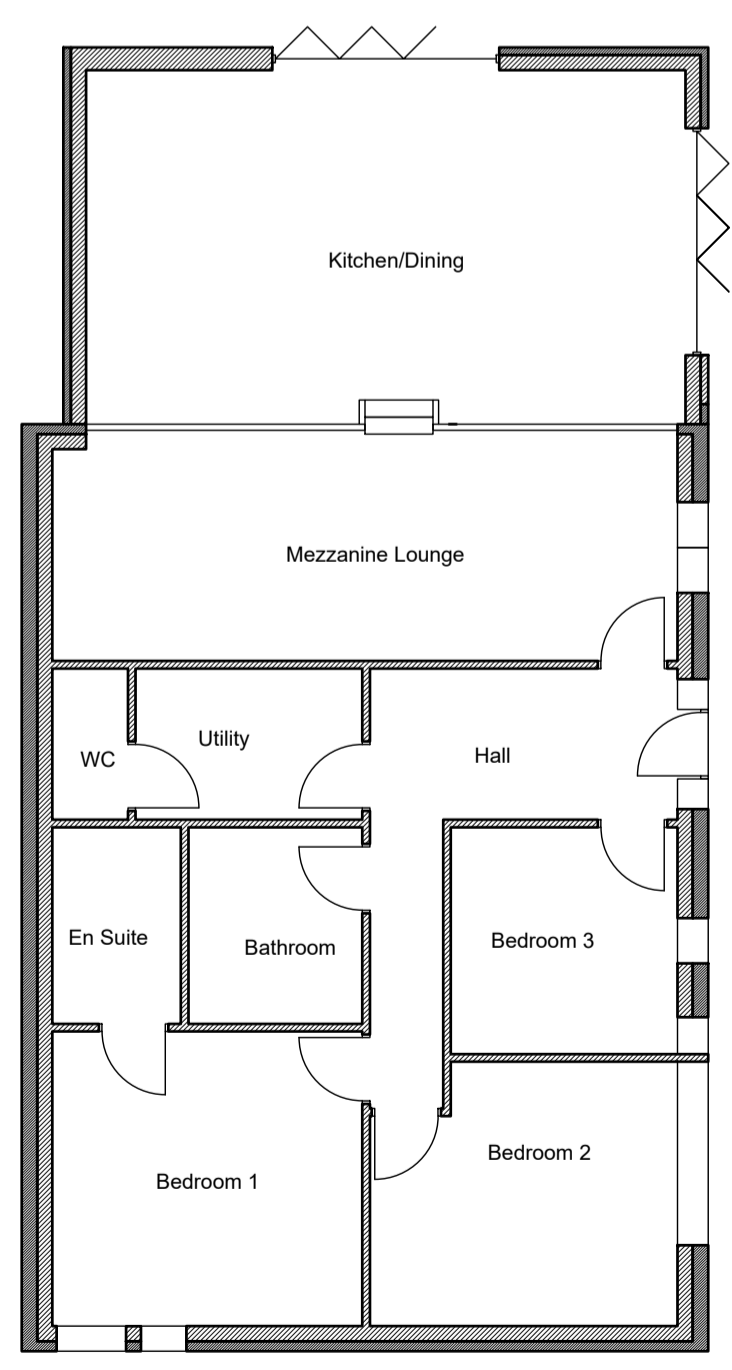 Kitchen/Dining
Mezzanine Lounge
Utility
WC
Hall
En Suite
Bathroom
Bedroom 3
Bedroom 1
Bedroom 2